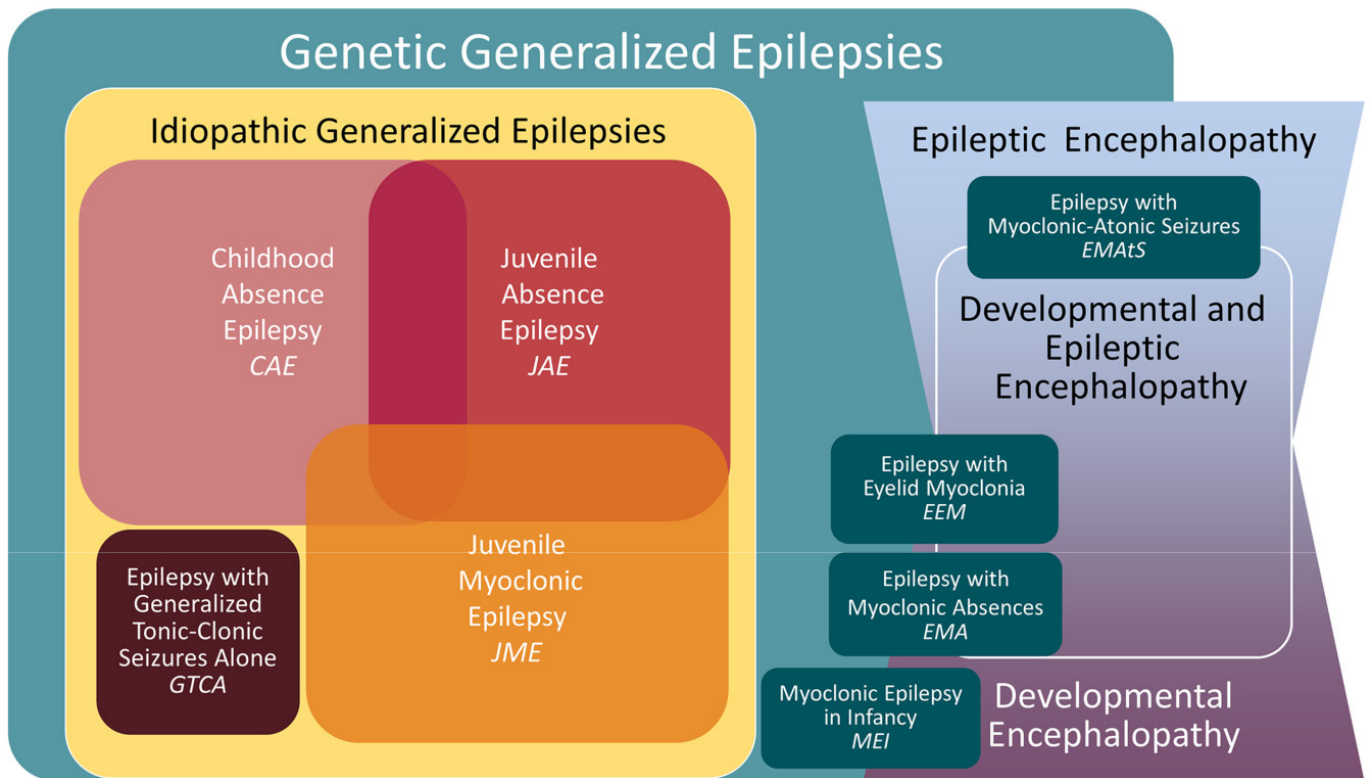 Genetic Generalized Epilepsies
Idiopathic Generalized Epilepsies
Childhood
Absence
Epilepsy
CAE
Juvenile
Absence
Epilepsy
JAE
Epilepsy with
Generalized
Tonic-Clonic
Seizures Alone
GTCA
Juvenile
Myoclonic
Epilepsy
JME
Epileptic Encephalopathy
Epilepsy with
Myoclonic-Atonic Seizures
EMAtS
Developmental and
Epileptic
Encephalopathy
Epilepsy with
Eyelid Myoclonia
EEM
Epilepsy with
Myoclonic Absences
EMA
Myoclonic Epilepsy
in Infancy
MEI
Developmental
Encephalopathy